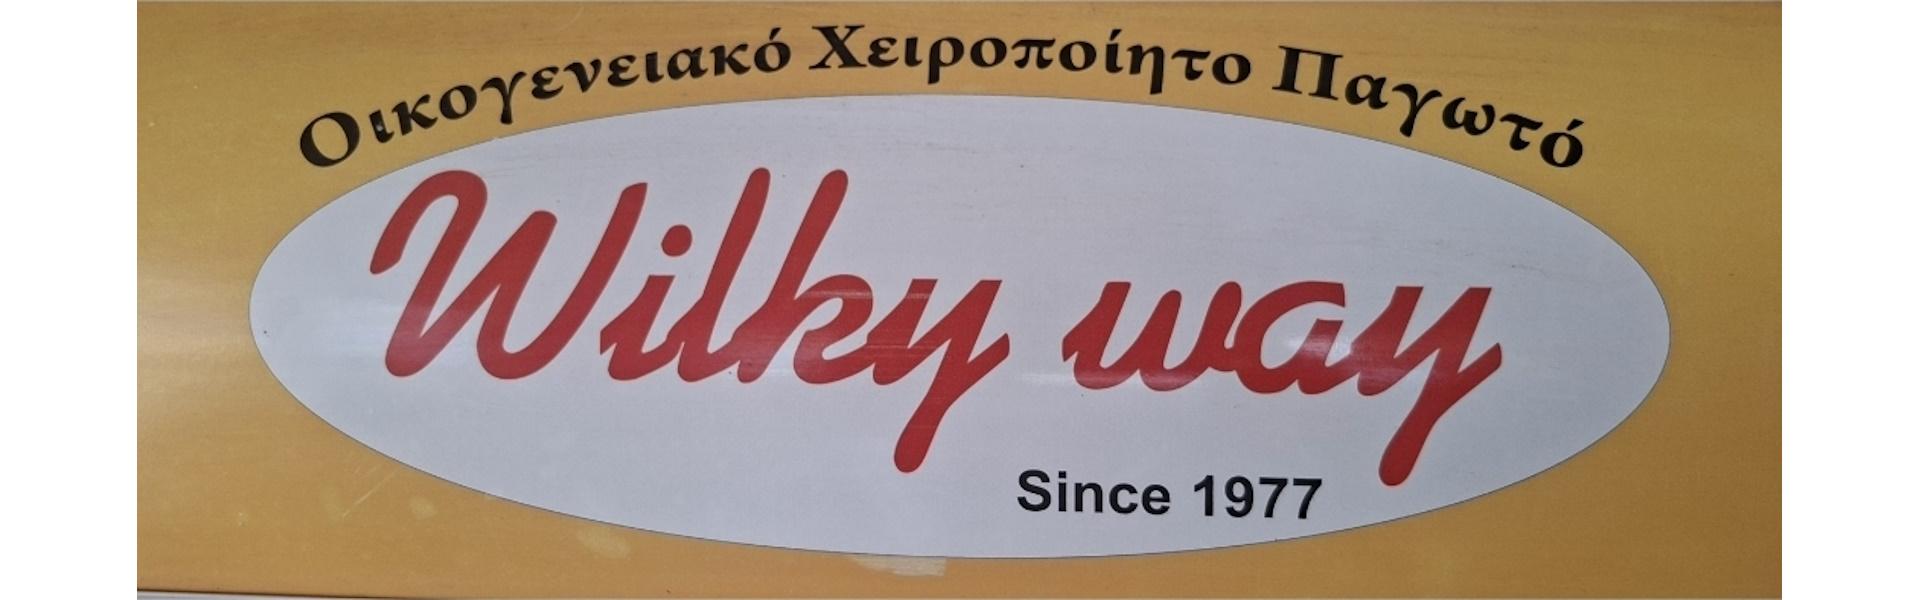 Οικογενειακό Χειροποίητο Παγωτό
Wilky way
Since 1977